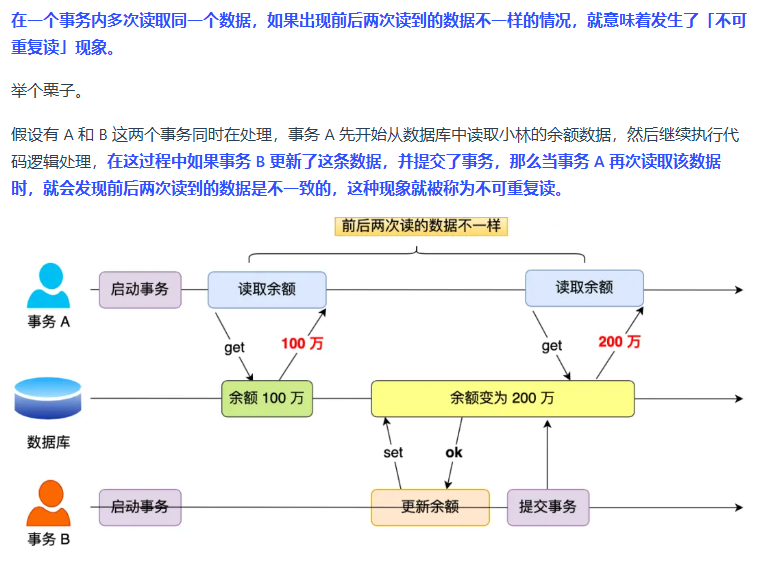 在一个事务内多次读取同一个数据，如果出现前后两次读到的数据不一样的情况，就意味着发生了「不可
重复读」现象。
举个栗子。
假设有 A 和 B 这两个事务同时在处理，事务 A 先开始从数据库中读取小林的余额数据，然后继续执行代
码逻辑处理，在这过程中如果事务 B 更新了这条数据，并提交了事务，那么当事务 A 再次读取该数据
时，就会发现前后两次读到的数据是不一致的，这种现象就被称为不可重复读。
前后两次读的数据不一样
启动事务
读取余额
读取余额
事务 A
get
100 万
get
200 万
余额 100 万
余额变为 200 万
数据库
set
ok
启动事务
更新余额
提交事务
事务 B